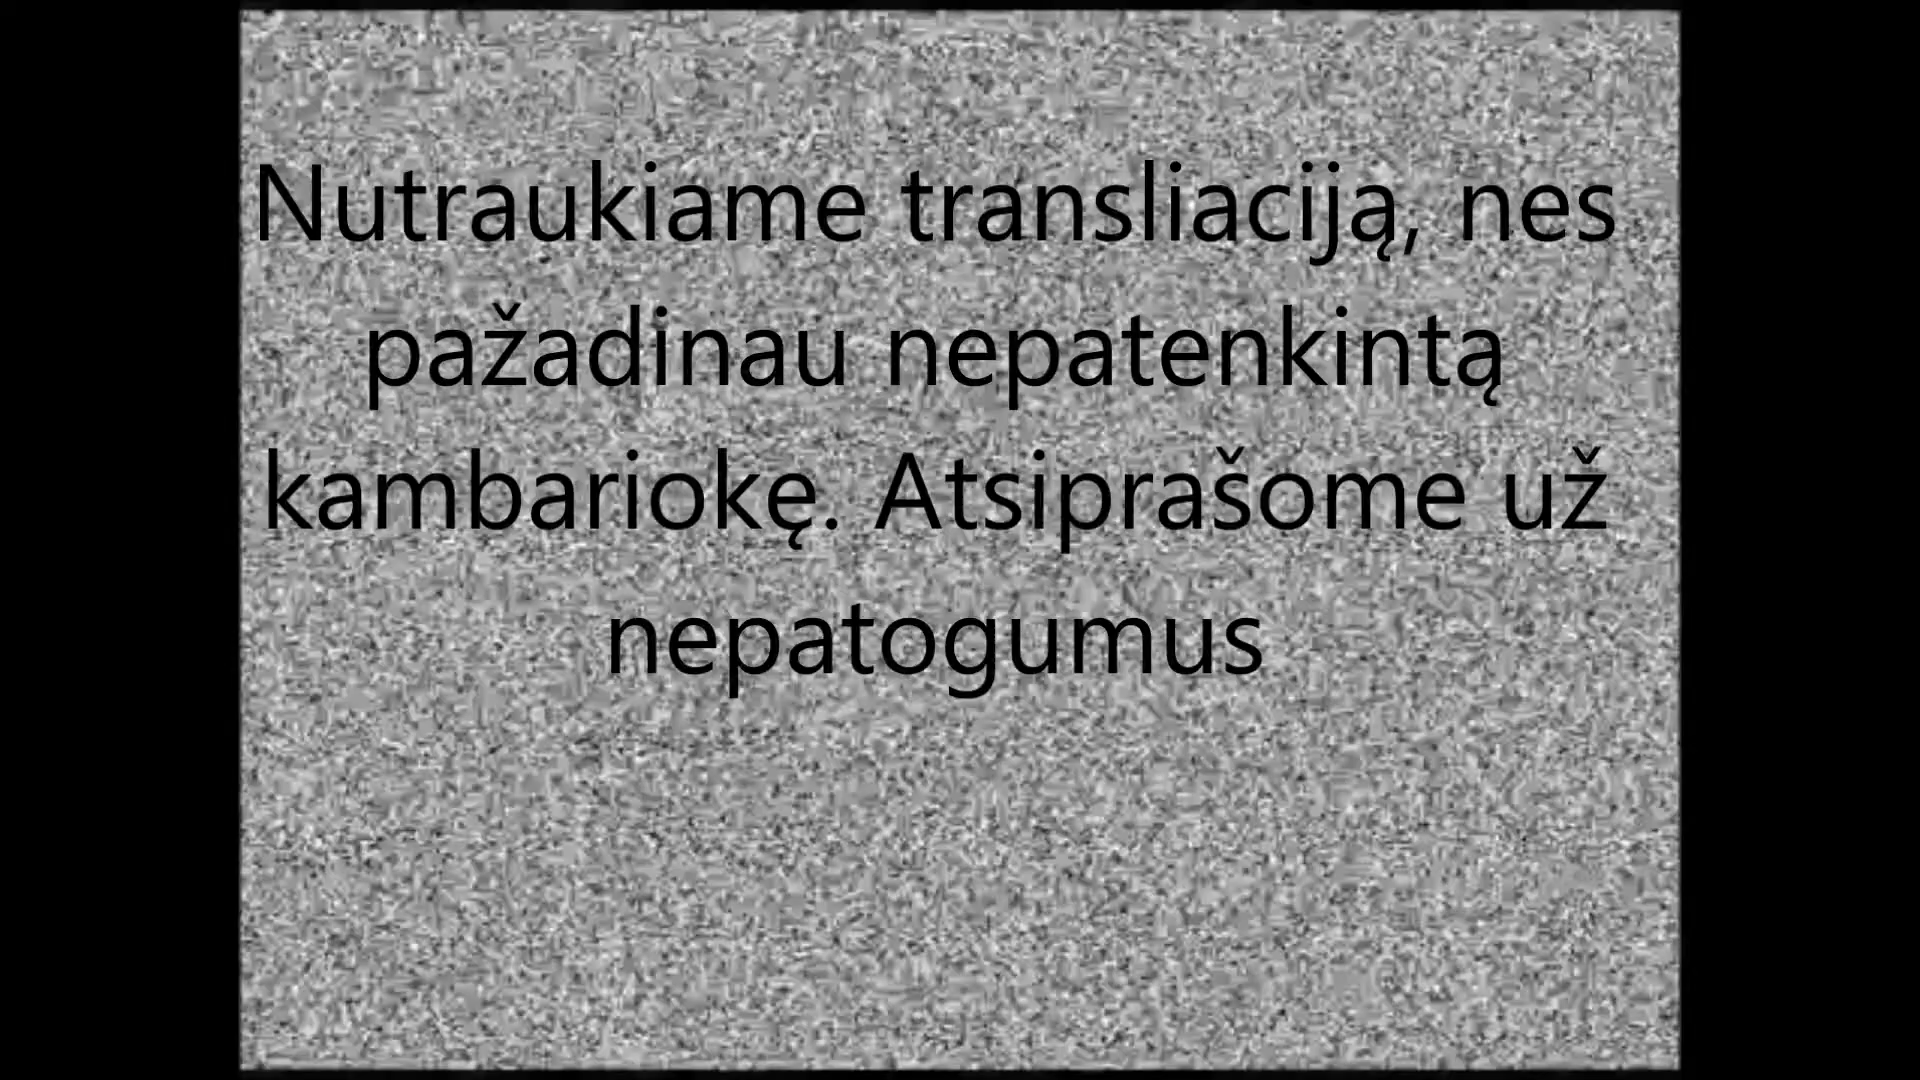 Nutraukiame transliaciją, nes
pažadinau nepatenkintą
kambariokę. Atsiprašome už
nepatogumus